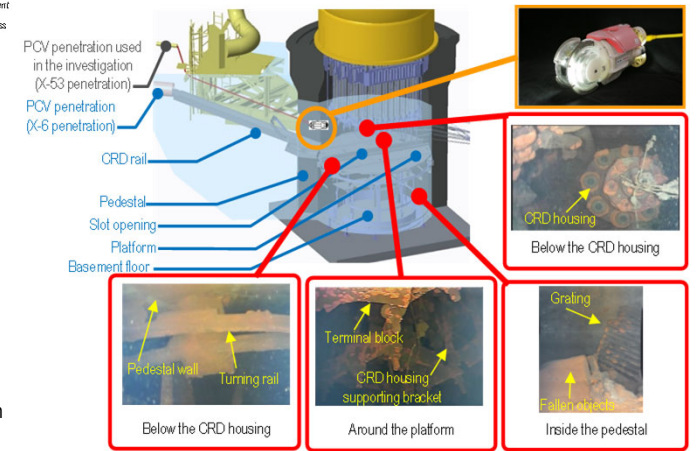 PCV penetration used
in the investigation
(X-53 penetration)
PCV penetration
(X-6 penetration)
CRD rail
Pedestal
Slot opening
Platform
Basement floor
CRD housing
Below the CRD housing
Pedestal wall
Turning rail
Below the CRD housing
Terminal block
CRD housing
supporting bracket
Around the platform
Grating
Fallen objects
Inside the pedestal